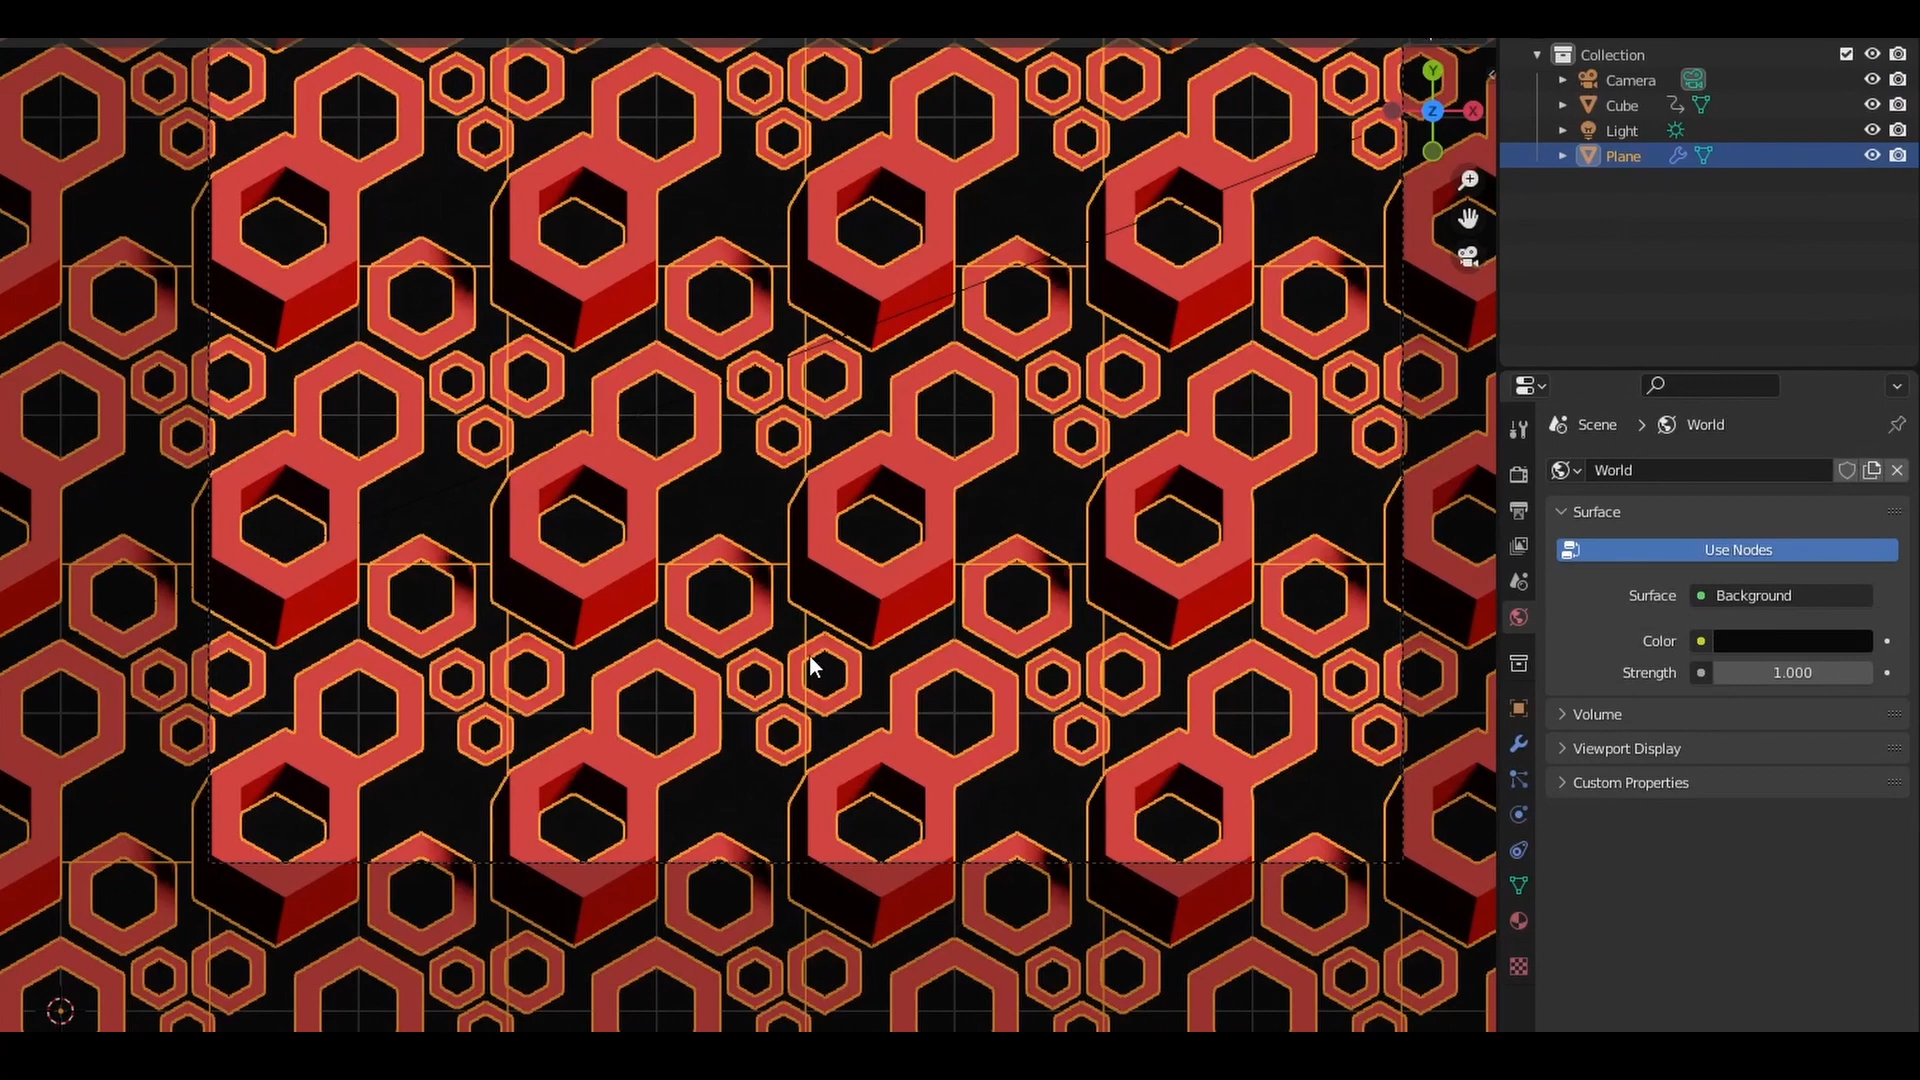 Collection
Camera
Cube
Light
Plane
Y
Z
X
Scene
World
World
Surface
Use Nodes
Surface
Background
Color
Strength
1.000
Volume
Viewport Display
Custom Properties